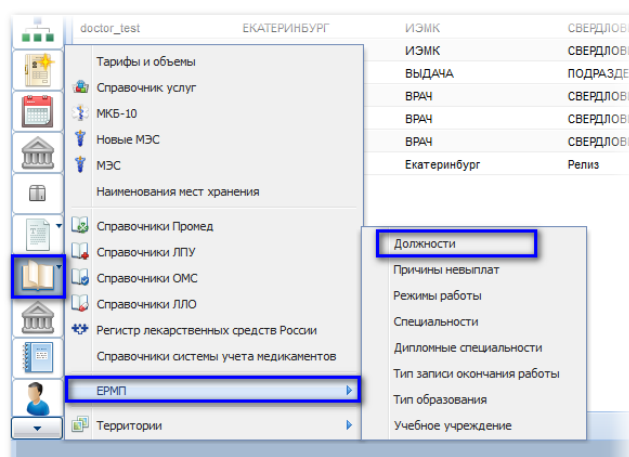 doctor_test ЕКАТЕРИНБУРГ ИЭМК СВЕРДЛОВ
ИЭМК СВЕРДЛОВ
ВЫДАЧА ПОДРАЗДЕ
ВРАЧ СВЕРДЛОВ
ВРАЧ СВЕРДЛОВ
ВРАЧ СВЕРДЛОВ
Екатеринбург Релиз
Тарифы и объемы
Справочник услуг
МКБ-10
Новые МЭС
МЭС
Наименования мест хранения
Справочники Промед
Справочники ЛПУ
Справочники ОМС
Справочники ЛЛО
Регистр лекарственных средств России
Справочники системы учета медикаментов
ЕРМП
Территории
Должности
Причины невыплат
Режимы работы
Специальности
Дипломные специальности
Тип записи окончания работы
Тип образования
Учебное учреждение